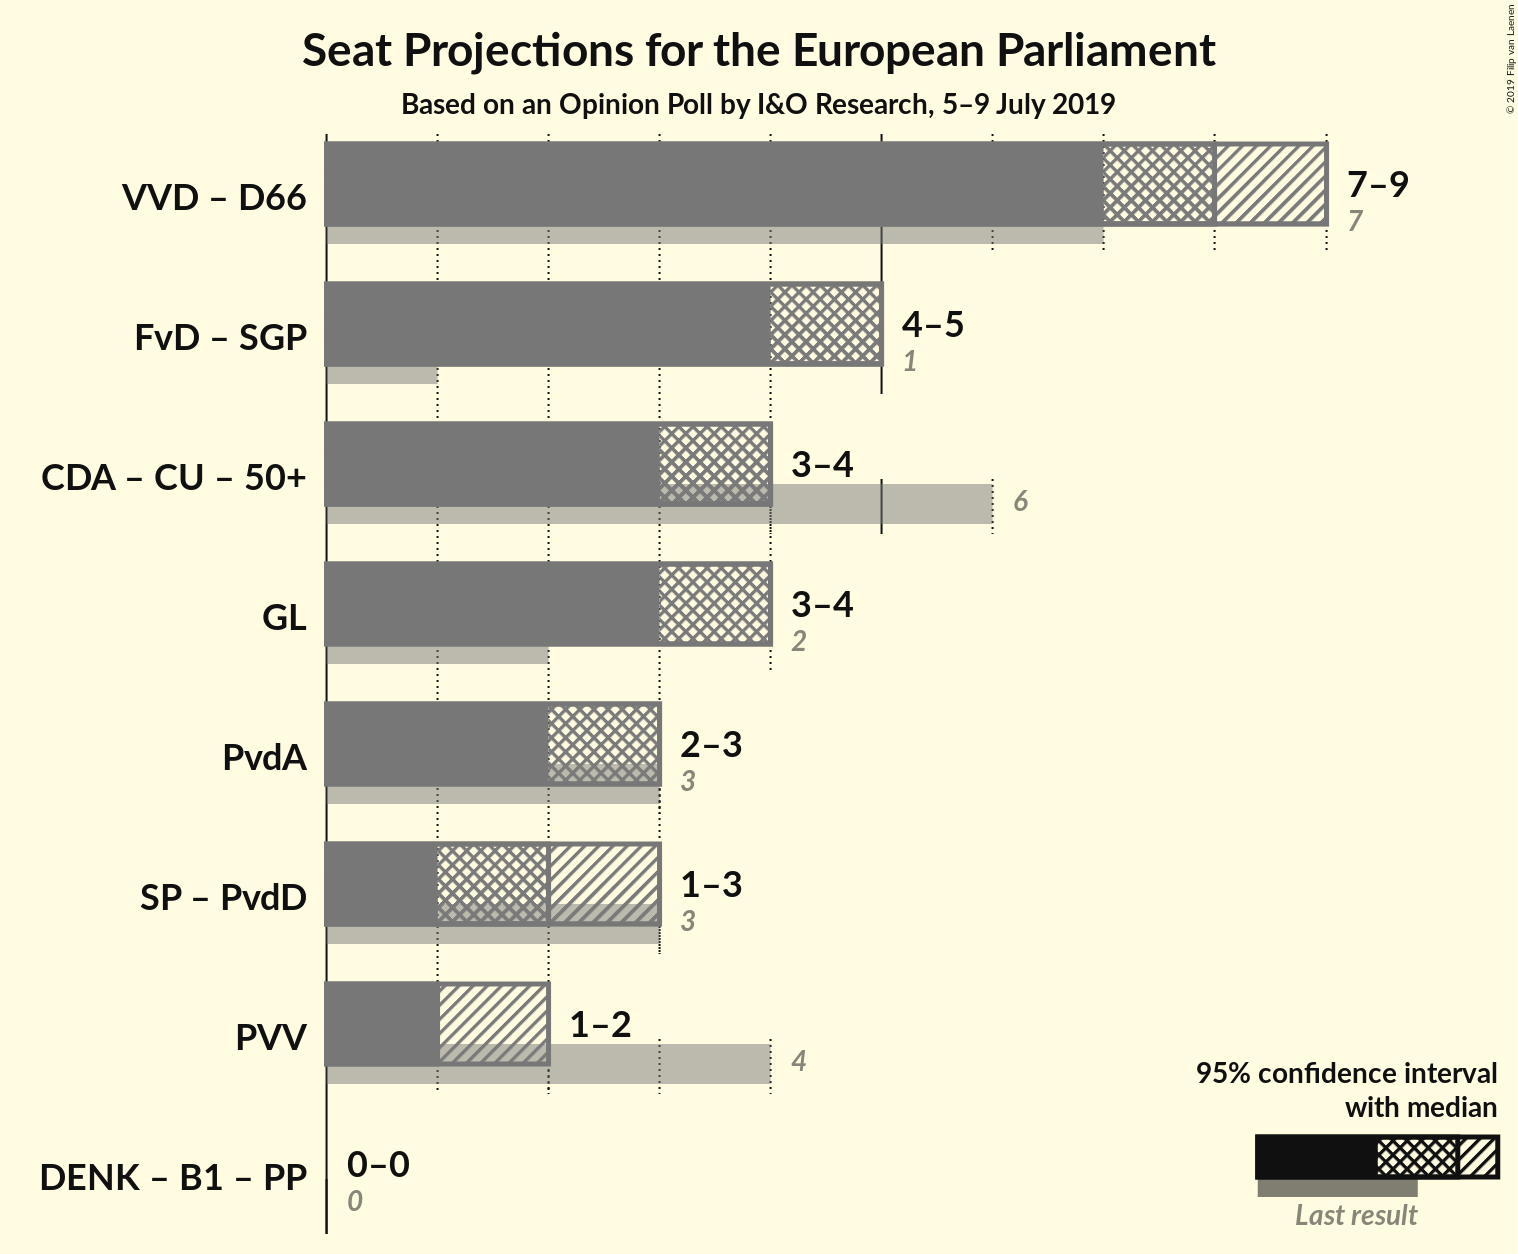 Seat Projections for the European Parliament
Based on an Opinion Poll by I&O Research, 5–9 July 2019
© 2019 Filip van Laenen
VVD – D66
7–9
7
FvD – SGP
4–5
1
CDA – CU – 50+
3–4
6
GL
3–4
2
PvdA
2–3
3
SP – PvdD
1–3
3
PVV
1–2
4
DENK – B1 – PP
0–0
0
95% confidence interval
with median
Last result